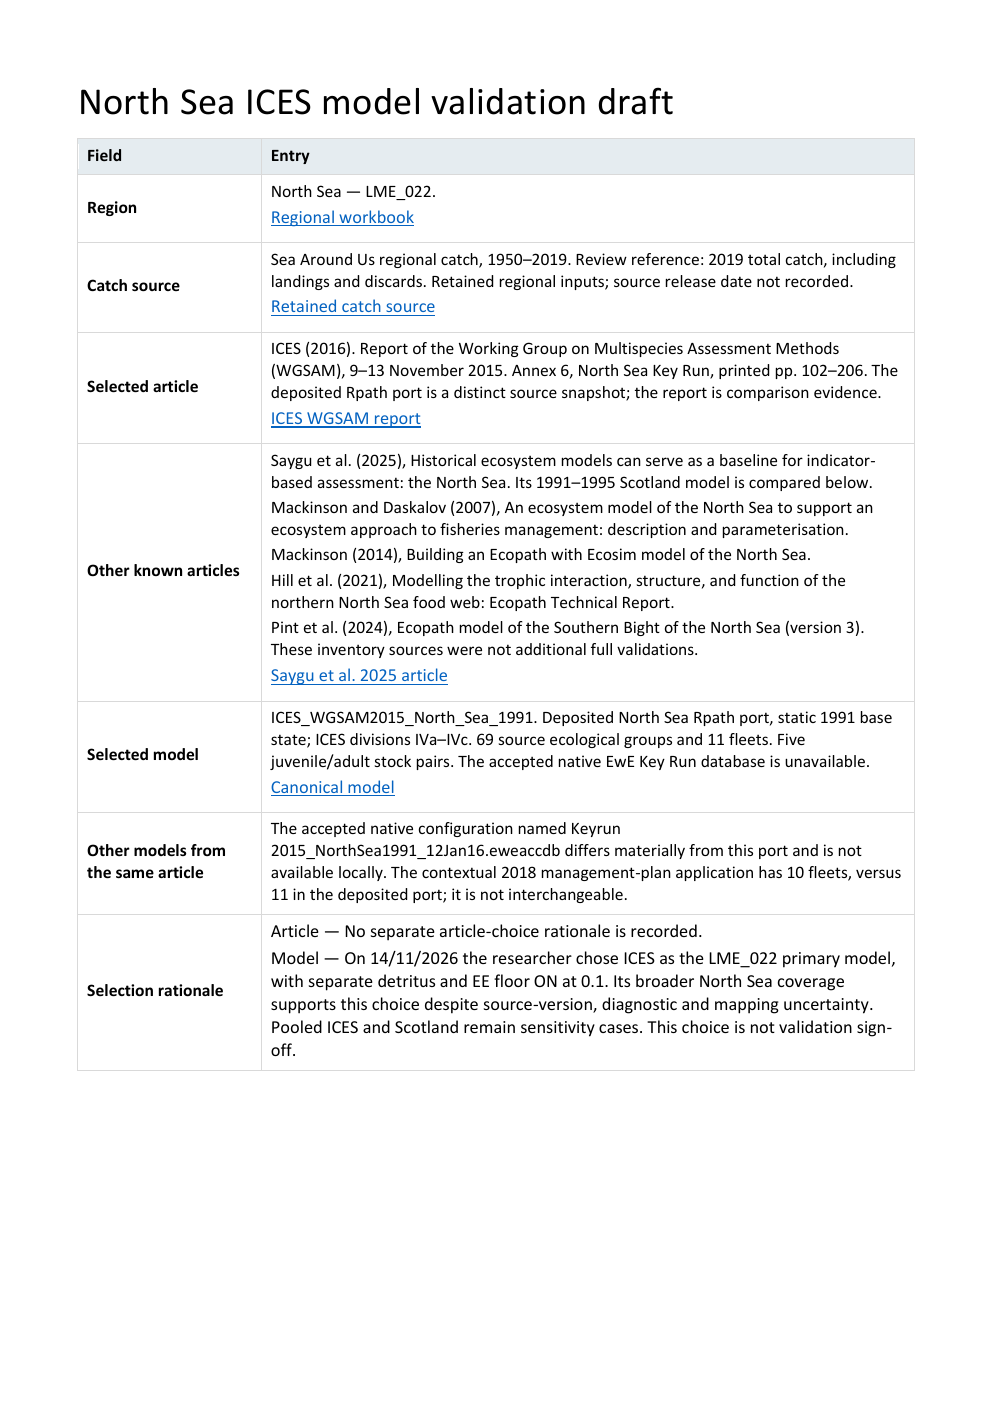 North Sea ICES model validation draft
Field
Entry
Region
North Sea — LME_022.
Regional workbook
Catch source
Sea Around Us regional catch, 1950–2019. Review reference: 2019 total catch, including
landings and discards. Retained regional inputs; source release date not recorded.
Retained catch source
Selected article
ICES (2016). Report of the Working Group on Multispecies Assessment Methods
(WGSAM), 9–13 November 2015. Annex 6, North Sea Key Run, printed pp. 102–206. The
deposited Rpath port is a distinct source snapshot; the report is comparison evidence.
ICES WGSAM report
Other known articles
Saygu et al. (2025), Historical ecosystem models can serve as a baseline for indicator-
based assessment: the North Sea. Its 1991–1995 Scotland model is compared below.
Mackinson and Daskalov (2007), An ecosystem model of the North Sea to support an
ecosystem approach to fisheries management: description and parameterisation.
Mackinson (2014), Building an Ecopath with Ecosim model of the North Sea.
Hill et al. (2021), Modelling the trophic interaction, structure, and function of the
northern North Sea food web: Ecopath Technical Report.
Pint et al. (2024), Ecopath model of the Southern Bight of the North Sea (version 3).
These inventory sources were not additional full validations.
Saygu et al. 2025 article
Selected model
ICES_WGSAM2015_North_Sea_1991. Deposited North Sea Rpath port, static 1991 base
state; ICES divisions IVa–IVc. 69 source ecological groups and 11 fleets. Five
juvenile/adult stock pairs. The accepted native EwE Key Run database is unavailable.
Canonical model
Other models from
the same article
The accepted native configuration named Keyrun
2015_NorthSea1991_12Jan16.eweaccdb differs materially from this port and is not
available locally. The contextual 2018 management-plan application has 10 fleets, versus
11 in the deposited port; it is not interchangeable.
Selection rationale
Article — No separate article-choice rationale is recorded.
Model — On 14/11/2026 the researcher chose ICES as the LME_022 primary model,
with separate detritus and EE floor ON at 0.1. Its broader North Sea coverage
supports this choice despite source-version, diagnostic and mapping uncertainty.
Pooled ICES and Scotland remain sensitivity cases. This choice is not validation sign-
off.